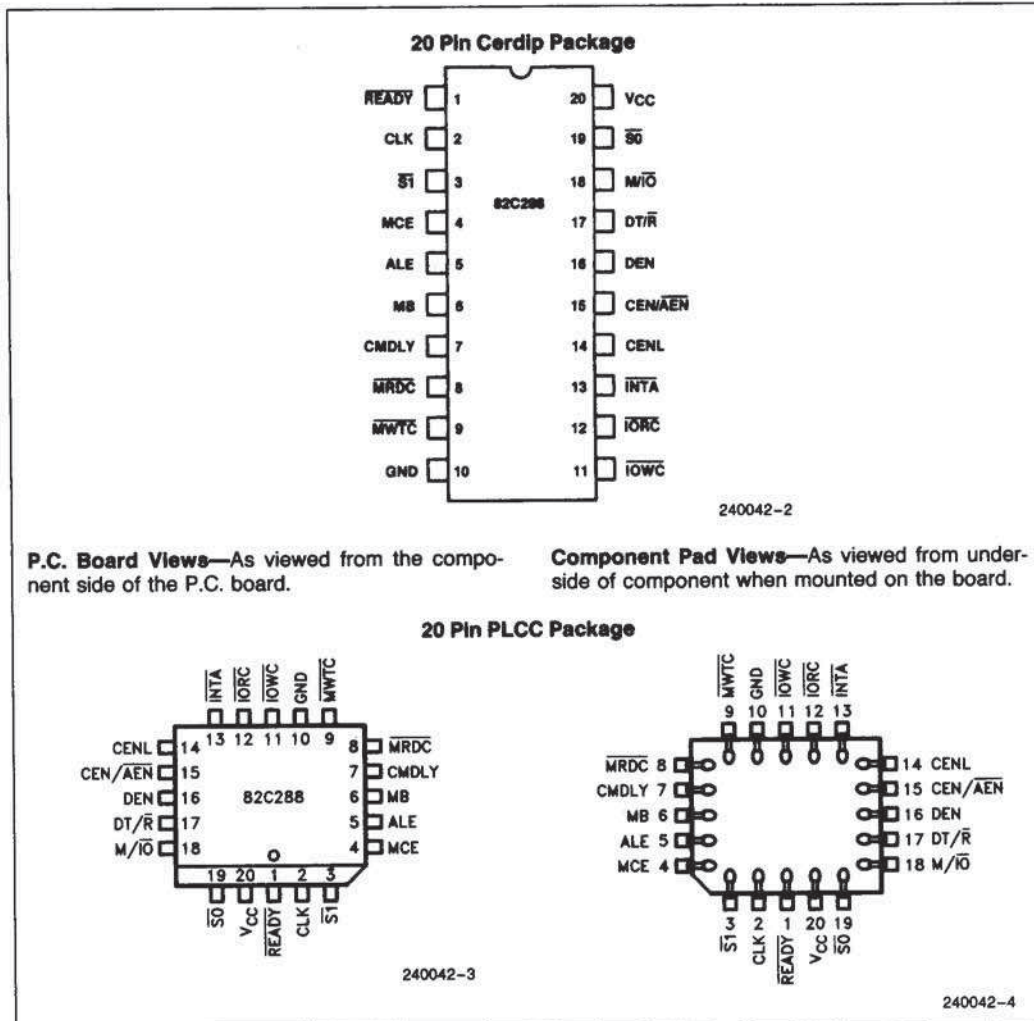 20 Pin Cerdip Package
READY 1 20 VCC
CLK 2 19 S0
S1 3 18 M/IO
82C288
MCE 4 17 DT/R
ALE 5 16 DEN
MB 6 15 CEN/AEN
CMDLY 7 14 CENL
MRDC 8 13 INTA
MWTC 9 12 IORC
GND 10 11 IOWC
240042-2
P.C. Board Views—As viewed from the compo-
nent side of the P.C. board.
Component Pad Views—As viewed from under-
side of component when mounted on the board.
20 Pin PLCC Package
INTA IORC IOWC GND MWTC
13 12 11 10 9
CENL 14 8 MRDC
CEN/AEN 15 7 CMDLY
DEN 16 82C288 6 MB
DT/R 17 5 ALE
M/IO 18 4 MCE
19 20 1 2 3
S0 VCC READY CLK S1
240042-3
MWTC GND IOWC IORC INTA
9 10 11 12 13
MRDC 8 14 CENL
CMDLY 7 15 CEN/AEN
MB 6 16 DEN
ALE 5 17 DT/R
MCE 4 18 M/IO
3 2 1 20 19
S1 CLK READY VCC S0
240042-4